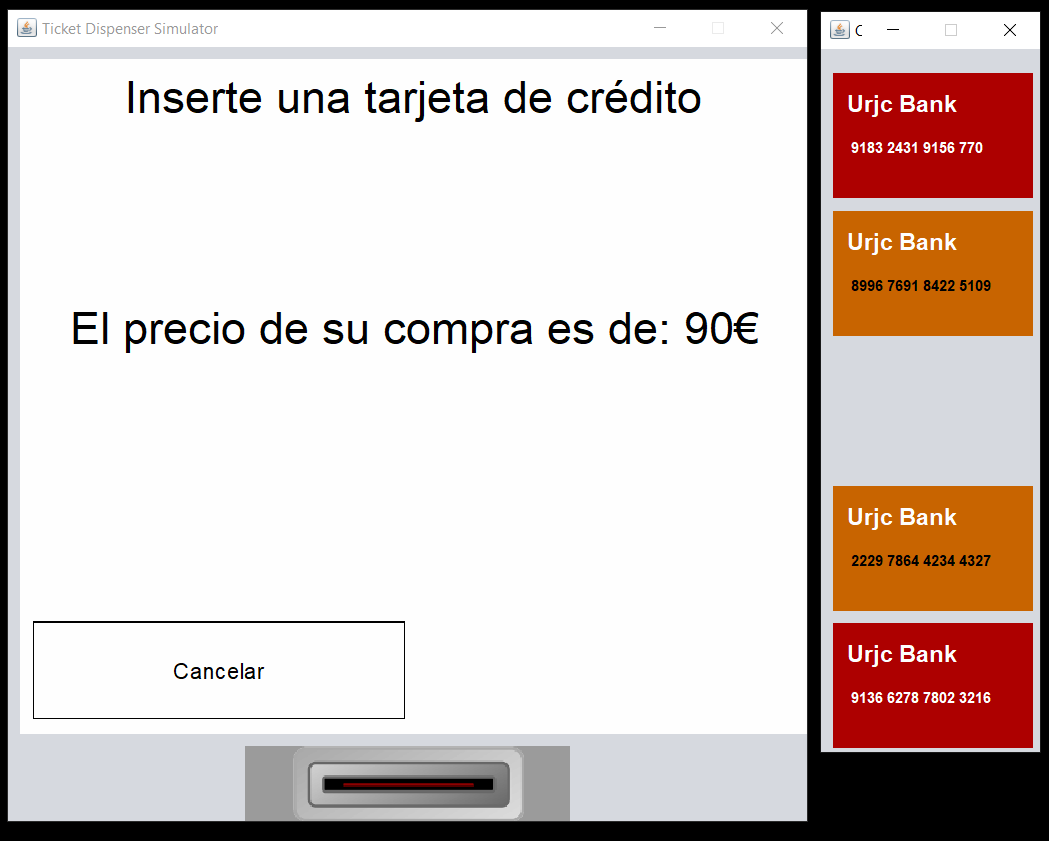 Ticket Dispenser Simulator
Inserte una tarjeta de crédito
El precio de su compra es de: 90€
Cancelar
C
Urjc Bank
9183 2431 9156 770
Urjc Bank
8996 7691 8422 5109
Urjc Bank
2229 7864 4234 4327
Urjc Bank
9136 6278 7802 3216